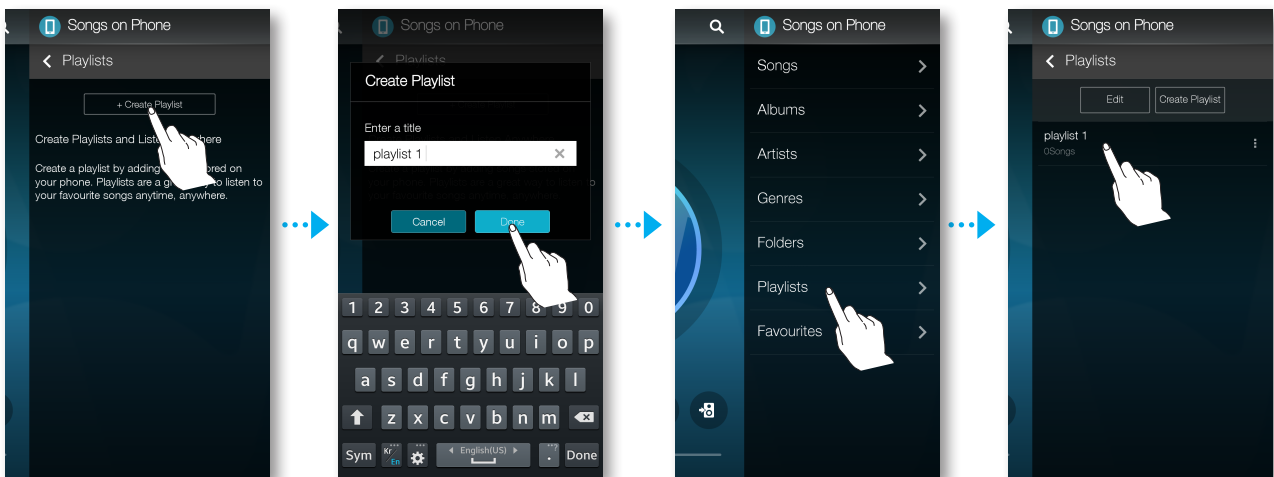 Songs on Phone
Playlists
+ Create Playlist
Create Playlists and Liste here
Create a playlist by adding ored on
your phone. Playlists are a g y to listen to
your favourite songs anytime, anywhere.
Songs on Phone
Playlists
Create Playlist
Enter a title
playlist 1
Cancel
Done
1 2 3 4 5 6 7 8 9 0
q w e r t y u i o p
a s d f g h j k l
z x c v b n m
Sym Kr/En English(US) . Done
Songs on Phone
Songs
Albums
Artists
Genres
Folders
Playlists
Favourites
Songs on Phone
Playlists
Edit
Create Playlist
playlist 1
0Songs